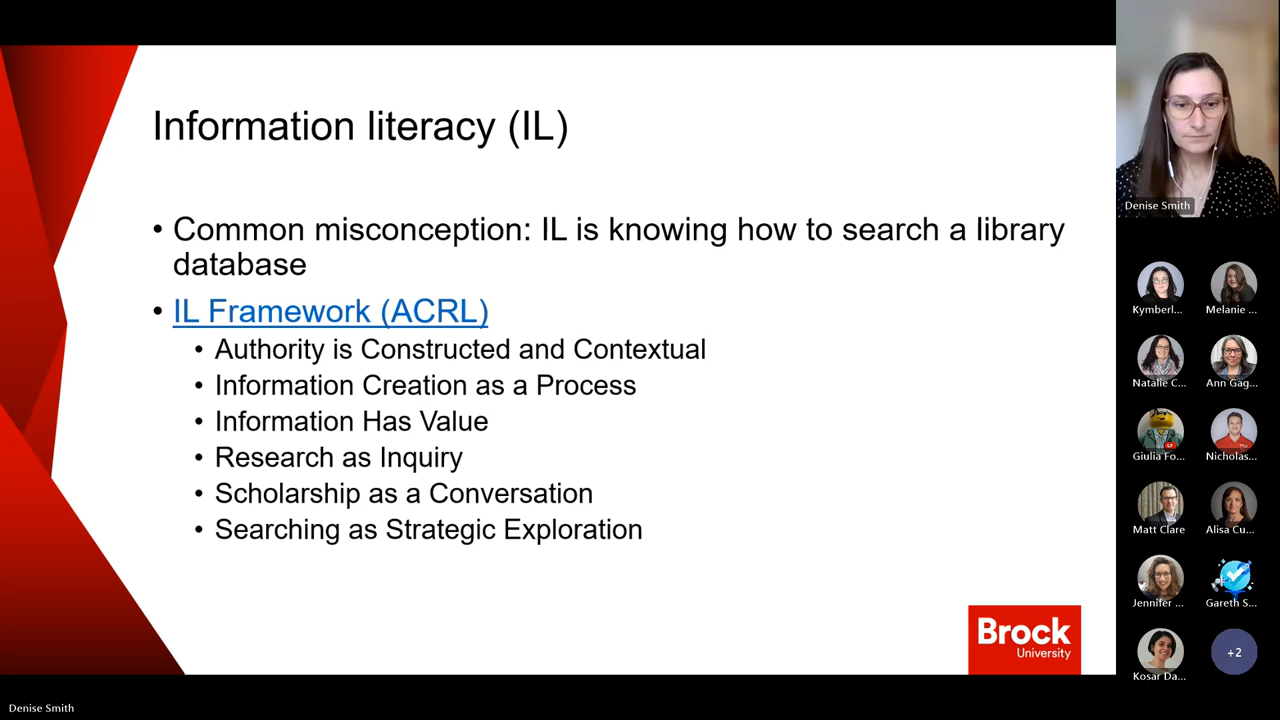 Information literacy (IL)
• Common misconception: IL is knowing how to search a library
database
• IL Framework (ACRL)
• Authority is Constructed and Contextual
• Information Creation as a Process
• Information Has Value
• Research as Inquiry
• Scholarship as a Conversation
• Searching as Strategic Exploration
Brock
University
Denise Smith
Kymberl...
Melanie ...
Natalie C...
Ann Gag...
Giulia Fo...
Nicholas...
Matt Clare
Alisa Cu...
Jennifer ...
Gareth S...
Kosar Da...
+2
Denise Smith